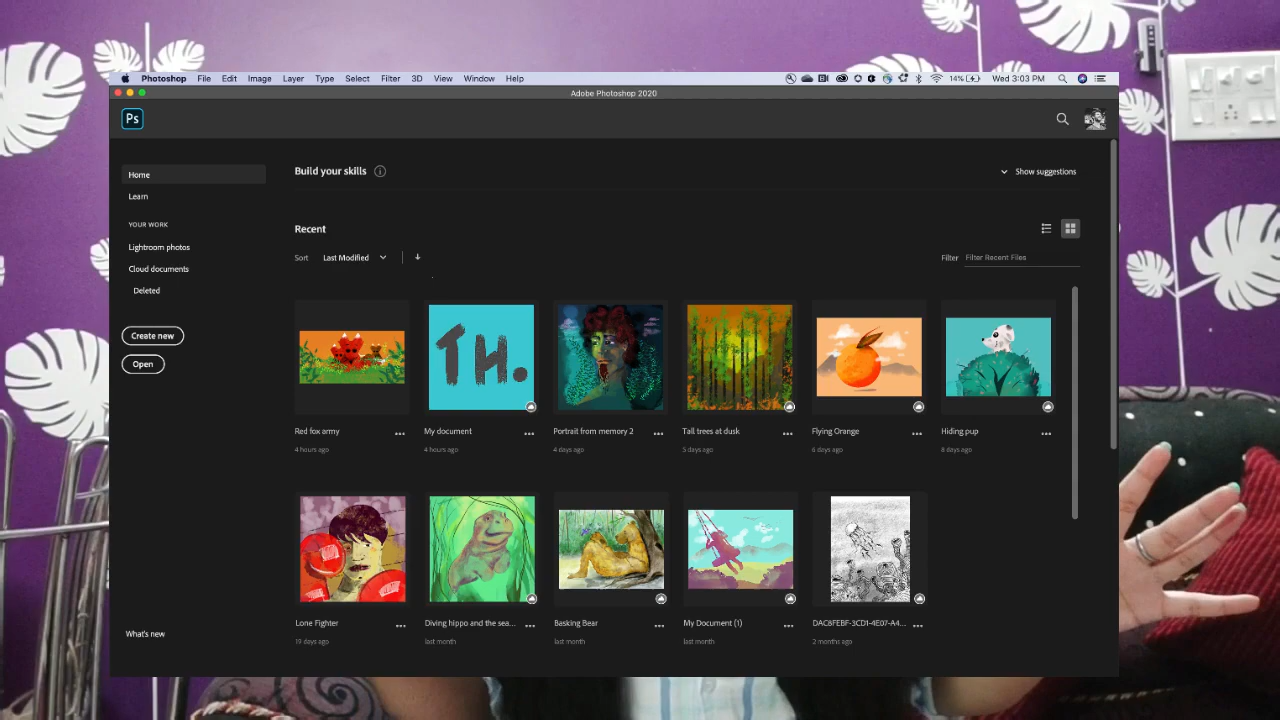 Photoshop File Edit Image Layer Type Select Filter 3D View Window Help 14% Wed 3:03 PM
Adobe Photoshop 2020
Ps
Home
Learn
YOUR WORK
Lightroom photos
Cloud documents
Deleted
Create new
Open
What's new
Build your skills
Show suggestions
Recent
Sort Last Modified
Filter Filter Recent Files
TH.
Red fox army My document Portrait from memory 2 Tall trees at dusk Flying Orange Hiding pup
4 hours ago 4 hours ago 4 days ago 5 days ago 6 days ago 8 days ago
Lone Fighter Diving hippo and the sea... Basking Bear My Document (1) DAC8FEBF-3CD1-4E07-A4...
19 days ago last month last month last month 2 months ago